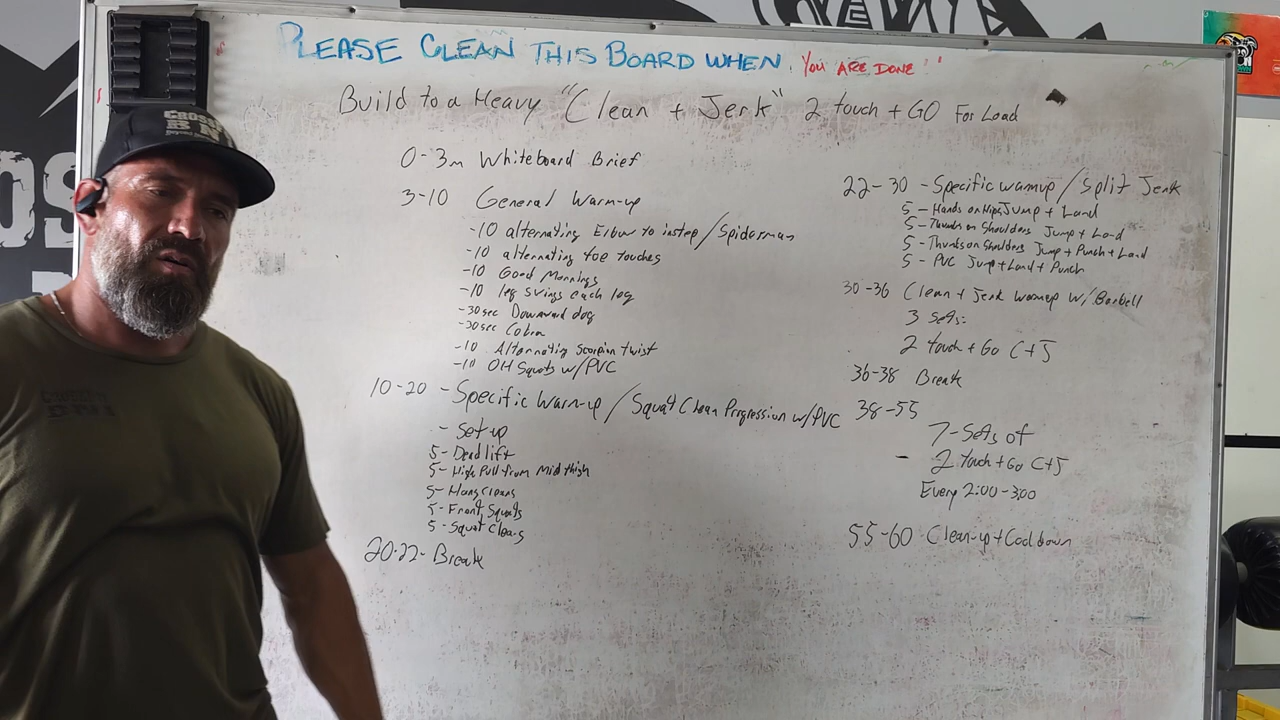 PLEASE CLEAN THIS BOARD WHEN YOU ARE DONE!!
Build to a Heavy "Clean + Jerk" 2 touch + GO For Load
0-3m Whiteboard Brief
3-10 General Warm-up
-10 alternating Elbow to instep/Spiderman
-10 alternating toe touches
-10 Good Mornings
-10 leg swings each leg
-30sec Downward dog
-30sec Cobra
-10 Alternating scorpion twist
-10 OH Squats w/PVC
10-20 - Specific Warm-up / Squat Clean Progression w/PVC
- Set up
5- Deadlift
5- High Pull from Mid thigh
5- Hang cleans
5- Front Squats
5- Squat Cleans
20-22- Break
22-30 - Specific warmup / Split Jerk
5 - Hands on Hips Jump + Land
5 - Thumbs on Shoulders Jump + Land
5 - Thumbs on Shoulders Jump + Punch + Land
5 - PVC Jump + Land + Punch
30-36 Clean + Jerk warmup w/ Barbell
3 Sets:
2 touch + Go C+J
36-38 Break
38-55
7-Sets of
- 2 touch + Go C+J
Every 2:00-3:00
55-60 Clean-up + Cool down
CROSSFIT